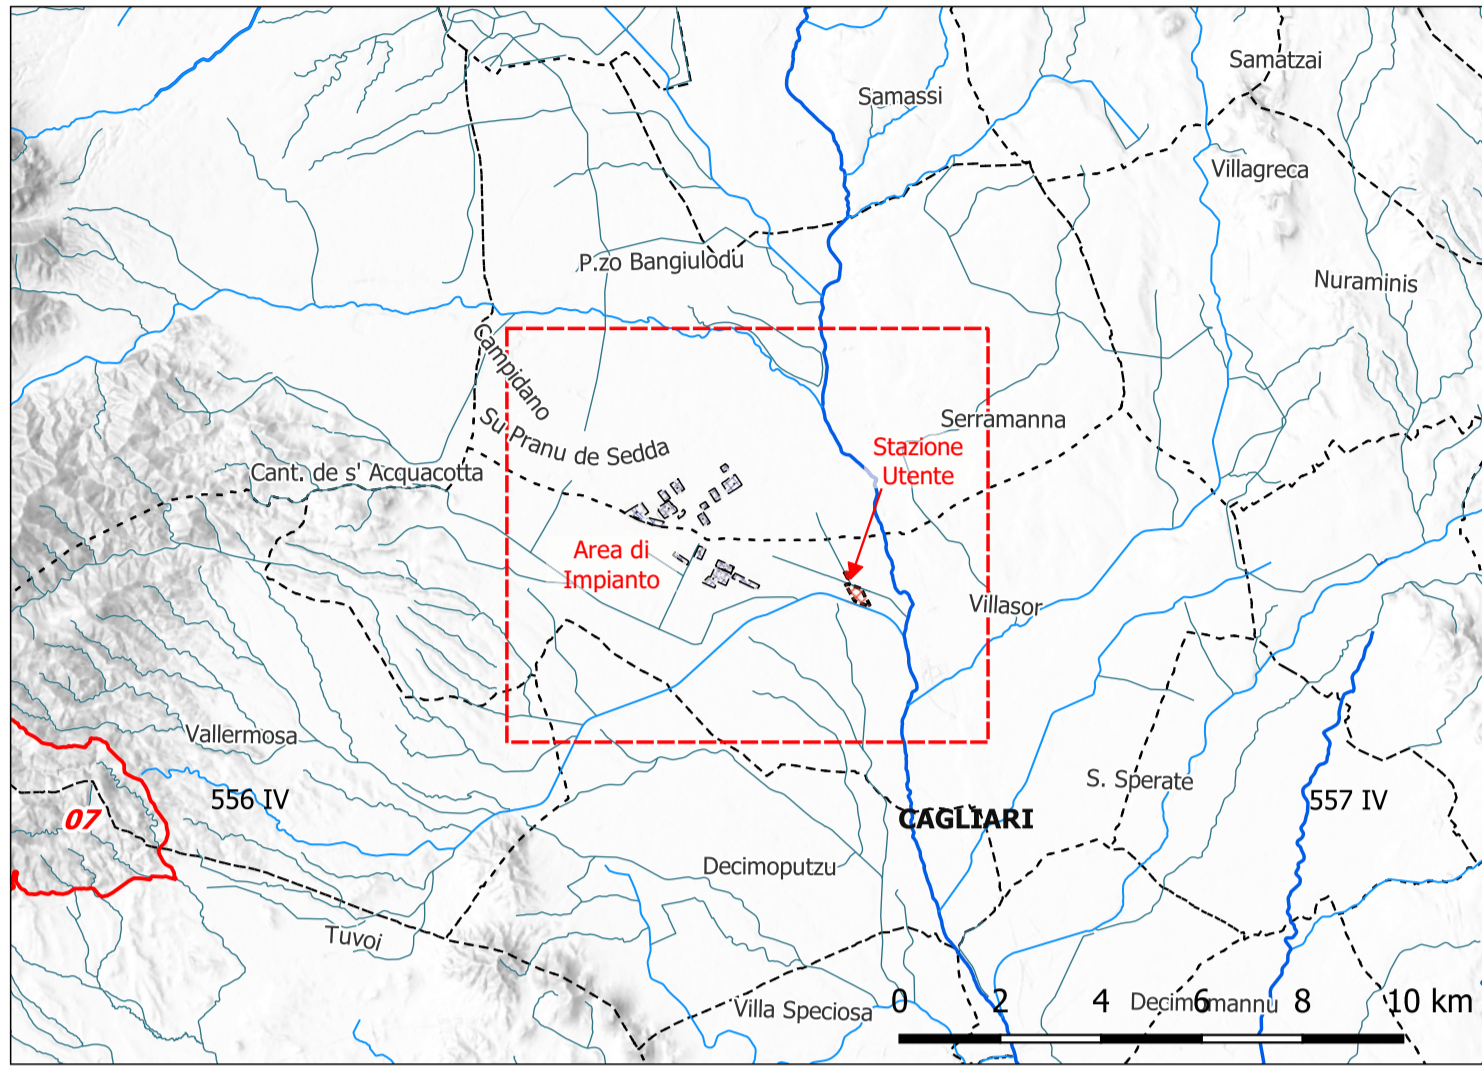 Samatzai
Samassi
Villagreca
P.zo Bangiulodu
Nuraminis
Campidano
Su Pranu de Sedda
Serramanna
Stazione
Utente
Cant. de s' Acquacotta
Area di
Impianto
Villasor
Vallermosa
556 IV
07
S. Sperate
557 IV
CAGLIARI
Decimoputzu
Tuvoi
Villa Speciosa
Decimomannu
0 2 4 6 8 10 km